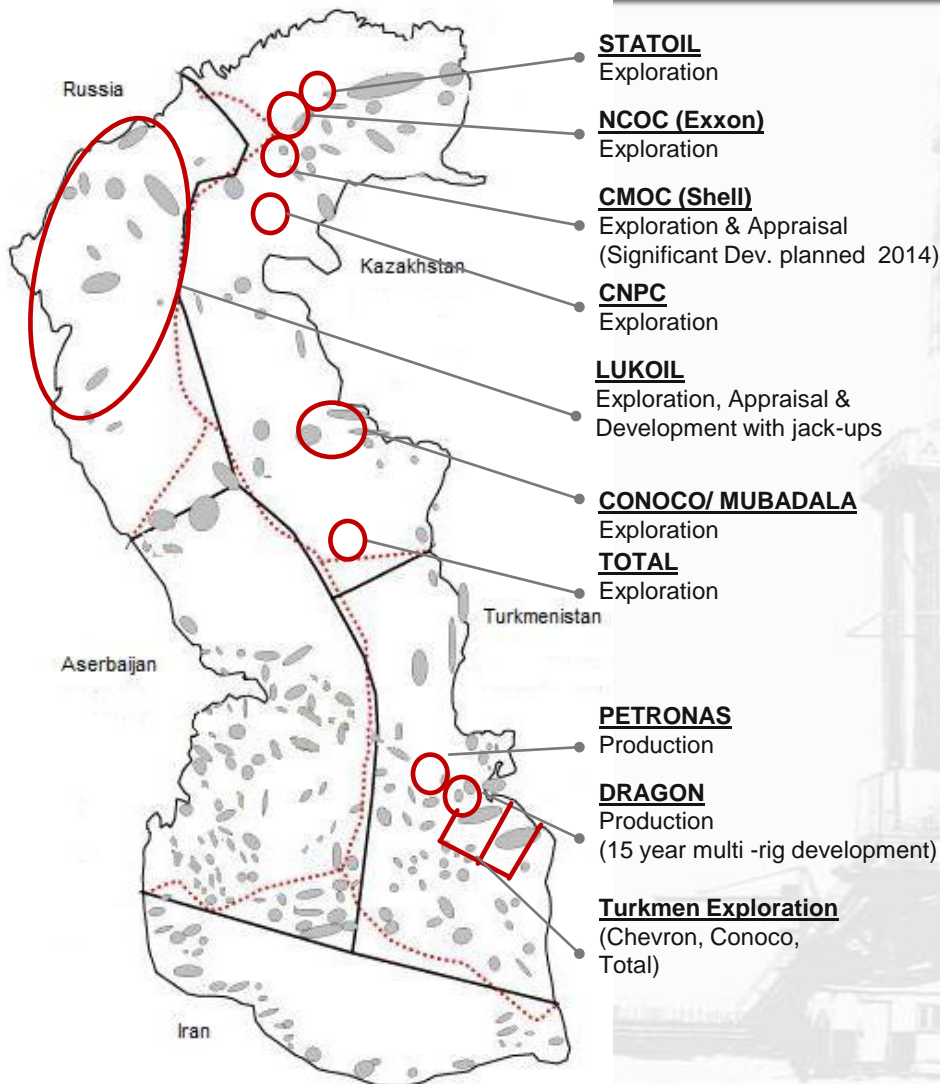 Russia
Kazakhstan
Turkmenistan
Aserbaijan
Iran
STATOIL
Exploration
NCOC (Exxon)
Exploration
CMOC (Shell)
Exploration & Appraisal
(Significant Dev. planned 2014)
CNPC
Exploration
LUKOIL
Exploration, Appraisal &
Development with jack-ups
CONOCO/ MUBADALA
Exploration
TOTAL
Exploration
PETRONAS
Production
DRAGON
Production
(15 year multi -rig development)
Turkmen Exploration
(Chevron, Conoco,
Total)